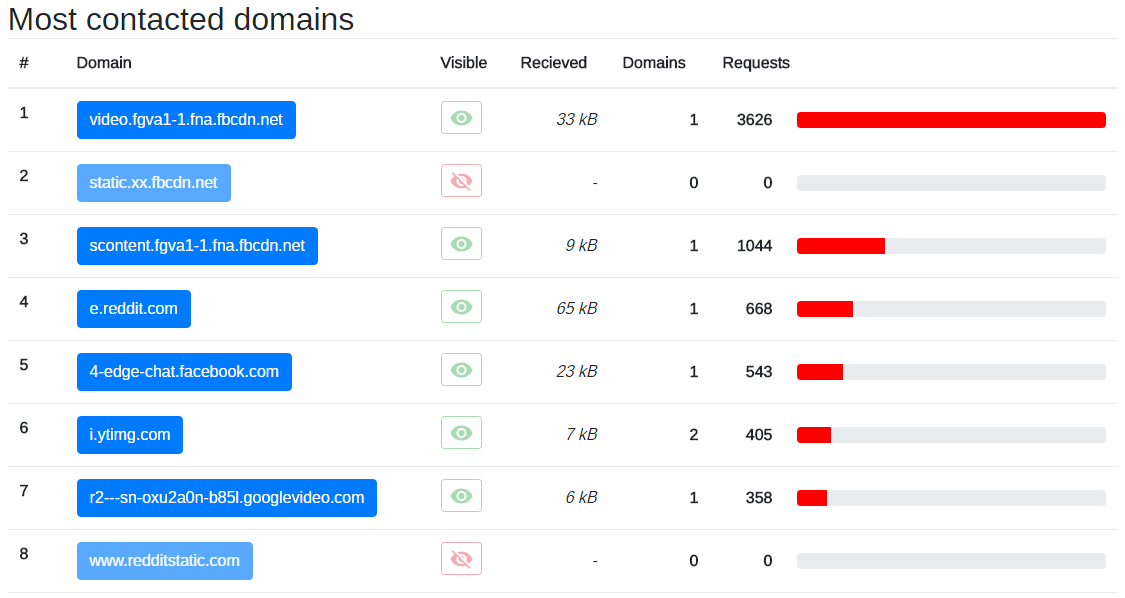 Most contacted domains
# Domain Visible Recieved Domains Requests
1 video.fgva1-1.fna.fbcdn.net 33 kB 1 3626
2 static.xx.fbcdn.net - 0 0
3 scontent.fgva1-1.fna.fbcdn.net 9 kB 1 1044
4 e.reddit.com 65 kB 1 668
5 4-edge-chat.facebook.com 23 kB 1 543
6 i.ytimg.com 7 kB 2 405
7 r2---sn-oxu2a0n-b85l.googlevideo.com 6 kB 1 358
8 www.redditstatic.com - 0 0